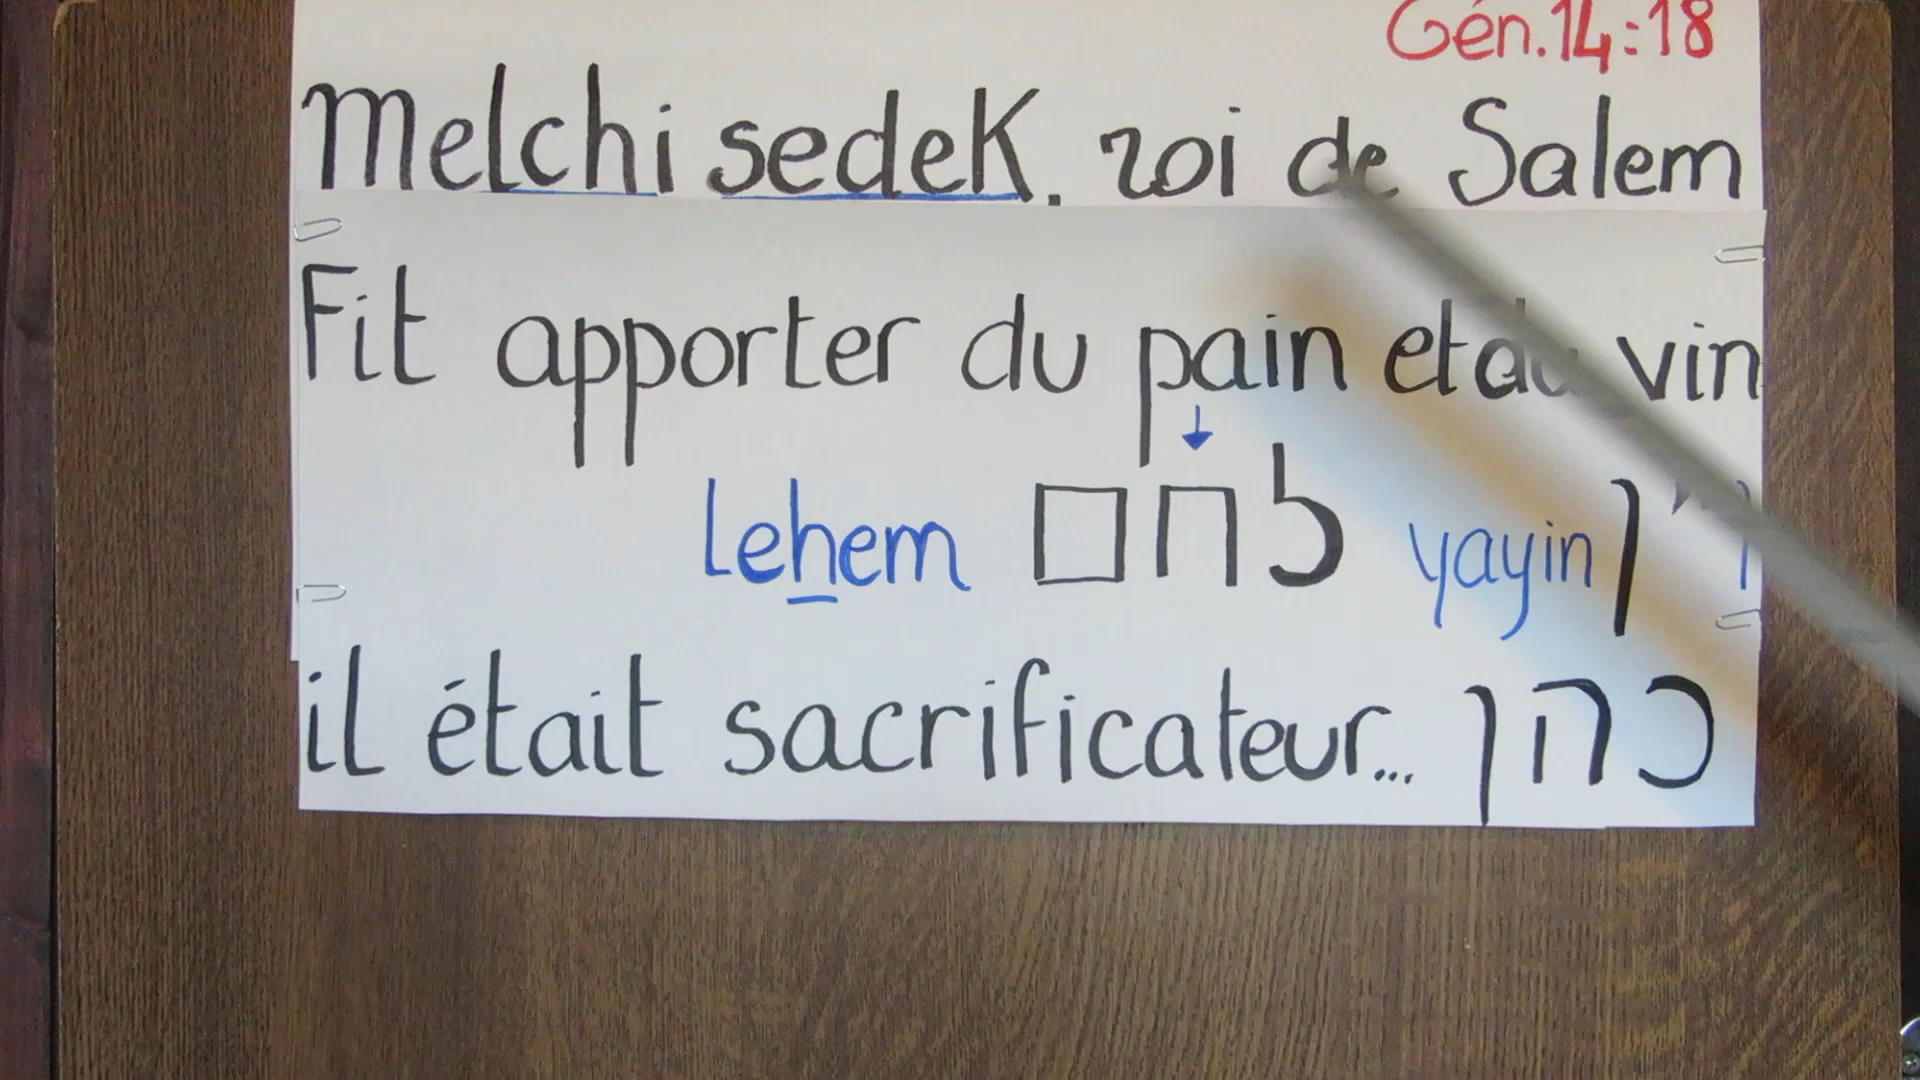 Gén.14:18
Melchi sedek. roi de Salem
Fit apporter du pain et du vin
lehem לחם yayin
il était sacrificateur... כהן